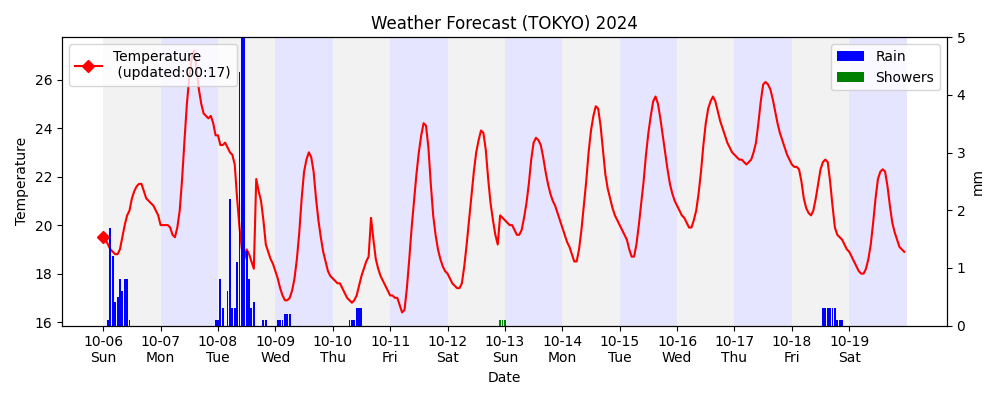 Weather Forecast (TOKYO) 2024
Temperature
(updated:00:17)
Rain
Showers
Temperature
26
24
22
20
18
16
5
4
3
2
1
0
mm
10-06 10-07 10-08 10-09 10-10 10-11 10-12 10-13 10-14 10-15 10-16 10-17 10-18 10-19
Sun Mon Tue Wed Thu Fri Sat Sun Mon Tue Wed Thu Fri Sat
Date